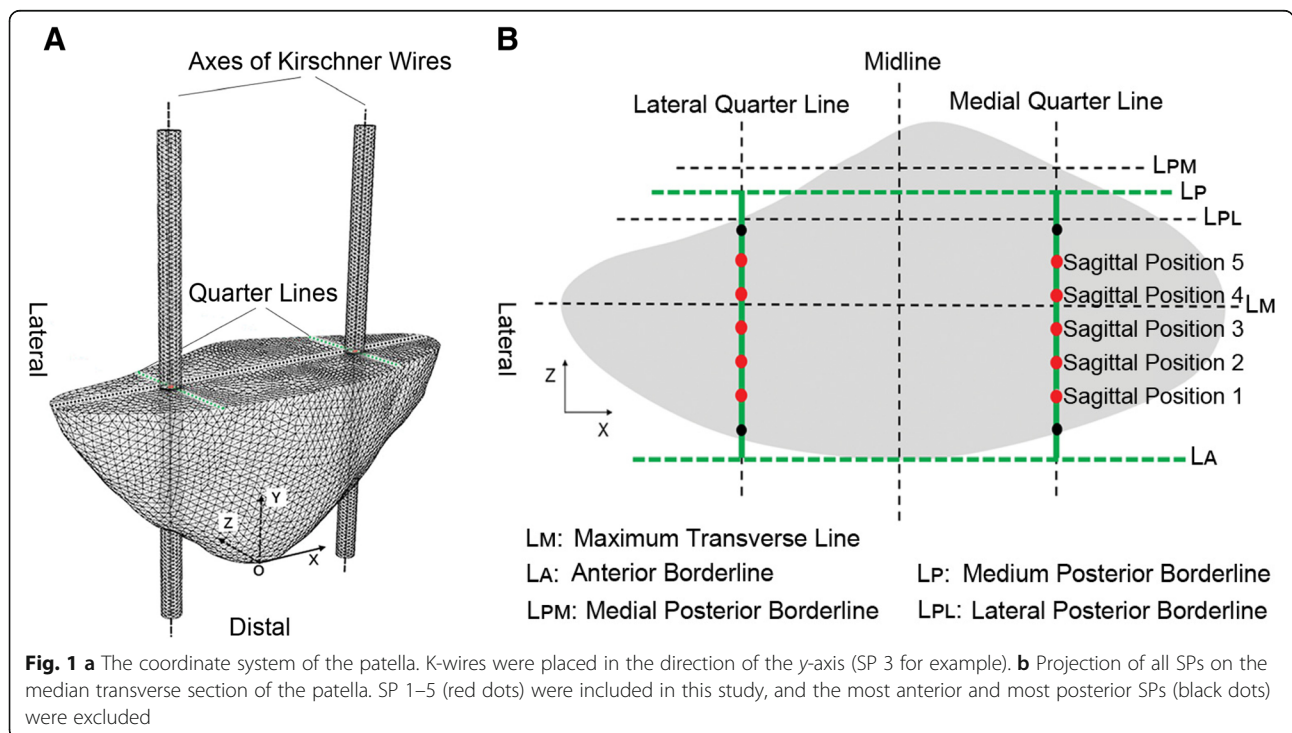 A
Axes of Kirschner Wires
Quarter Lines
Lateral
Y
Z
X
O
Distal
B
Midline
Lateral Quarter Line
Medial Quarter Line
LPM
LP
LPL
Sagittal Position 5
Sagittal Position 4
LM
Sagittal Position 3
Sagittal Position 2
Sagittal Position 1
LA
Lateral
Z
X
LM: Maximum Transverse Line
LA: Anterior Borderline
LP: Medium Posterior Borderline
LPM: Medial Posterior Borderline
LPL: Lateral Posterior Borderline
Fig. 1 a The coordinate system of the patella. K-wires were placed in the direction of the y-axis (SP 3 for example). b Projection of all SPs on the
median transverse section of the patella. SP 1–5 (red dots) were included in this study, and the most anterior and most posterior SPs (black dots)
were excluded